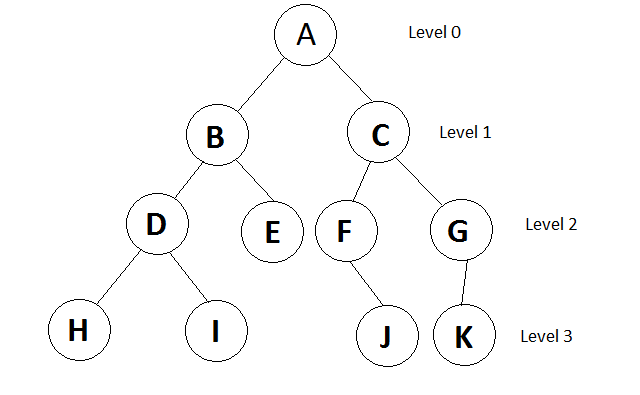 A Level 0
B C Level 1
D E F G Level 2
H I J K Level 3